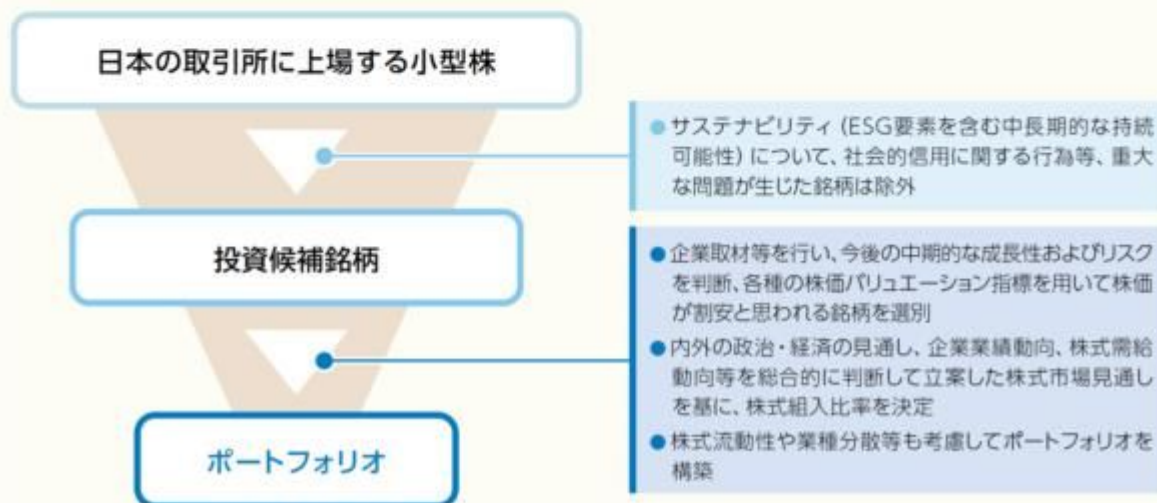 日本の取引所に上場する小型株
● サステナビリティ（ESG要素を含む中長期的な持続
可能性）について、社会的信用に関する行為等、重大
な問題が生じた銘柄は除外
投資候補銘柄
● 企業取材等を行い、今後の中期的な成長性およびリスク
を判断、各種の株価バリュエーション指標を用いて株価
が割安と思われる銘柄を選別
● 内外の政治・経済の見通し、企業業績動向、株式需給
動向等を総合的に判断して立案した株式市場見通し
を基に、株式組入比率を決定
● 株式流動性や業種分散等も考慮してポートフォリオを
構築
ポートフォリオ